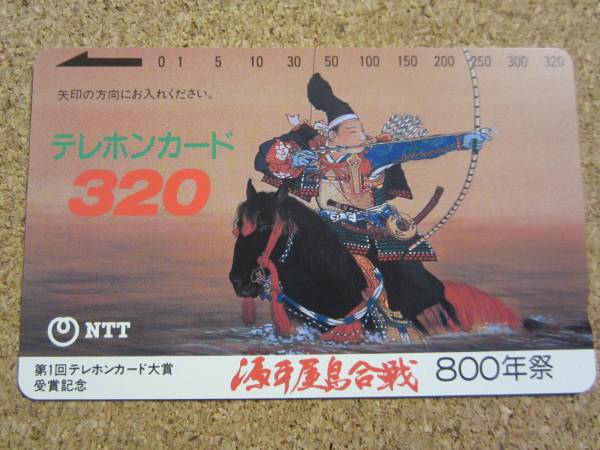 0 1 5 10 30 50 100 150 200 250 300 320
矢印の方向にお入れください。
テレホンカード
320
NTT
第1回テレホンカード大賞
受賞記念
源平屋島合戦 800年祭